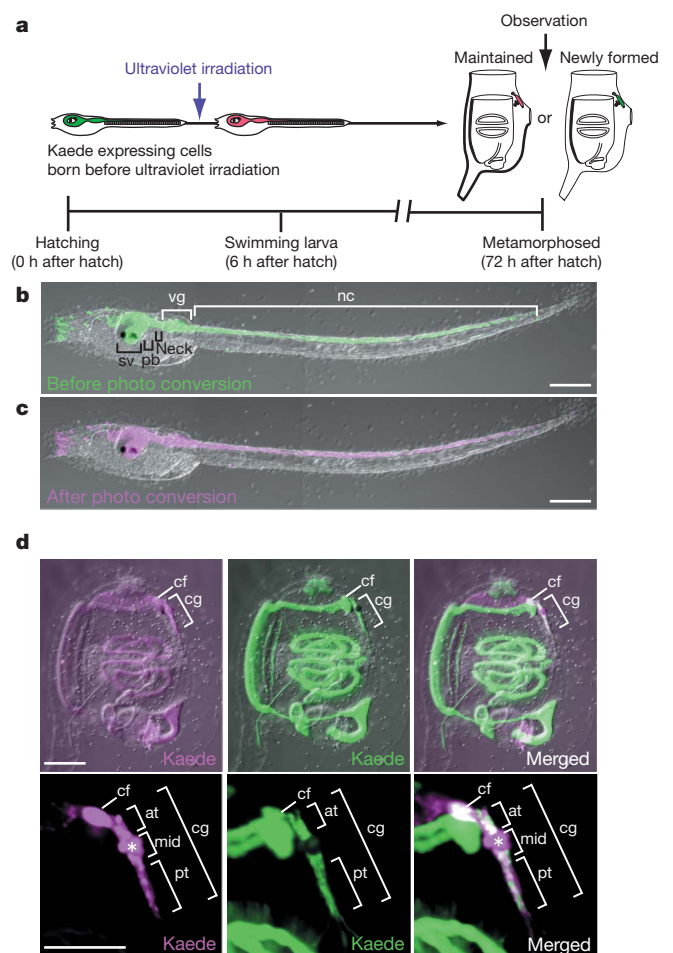 a
Observation
Ultraviolet irradiation
Maintained
Newly formed
or
Kaede expressing cells
born before ultraviolet irradiation
Hatching
(0 h after hatch)
Swimming larva
(6 h after hatch)
Metamorphosed
(72 h after hatch)
b
vg
nc
Neck
sv
pb
Before photo conversion
c
After photo conversion
d
cf
cg
Kaede
cf
cg
Kaede
cf
cg
Merged
cf
at
cg
mid
*
pt
Kaede
cf
at
cg
pt
Kaede
cf
at
cg
mid
*
pt
Merged